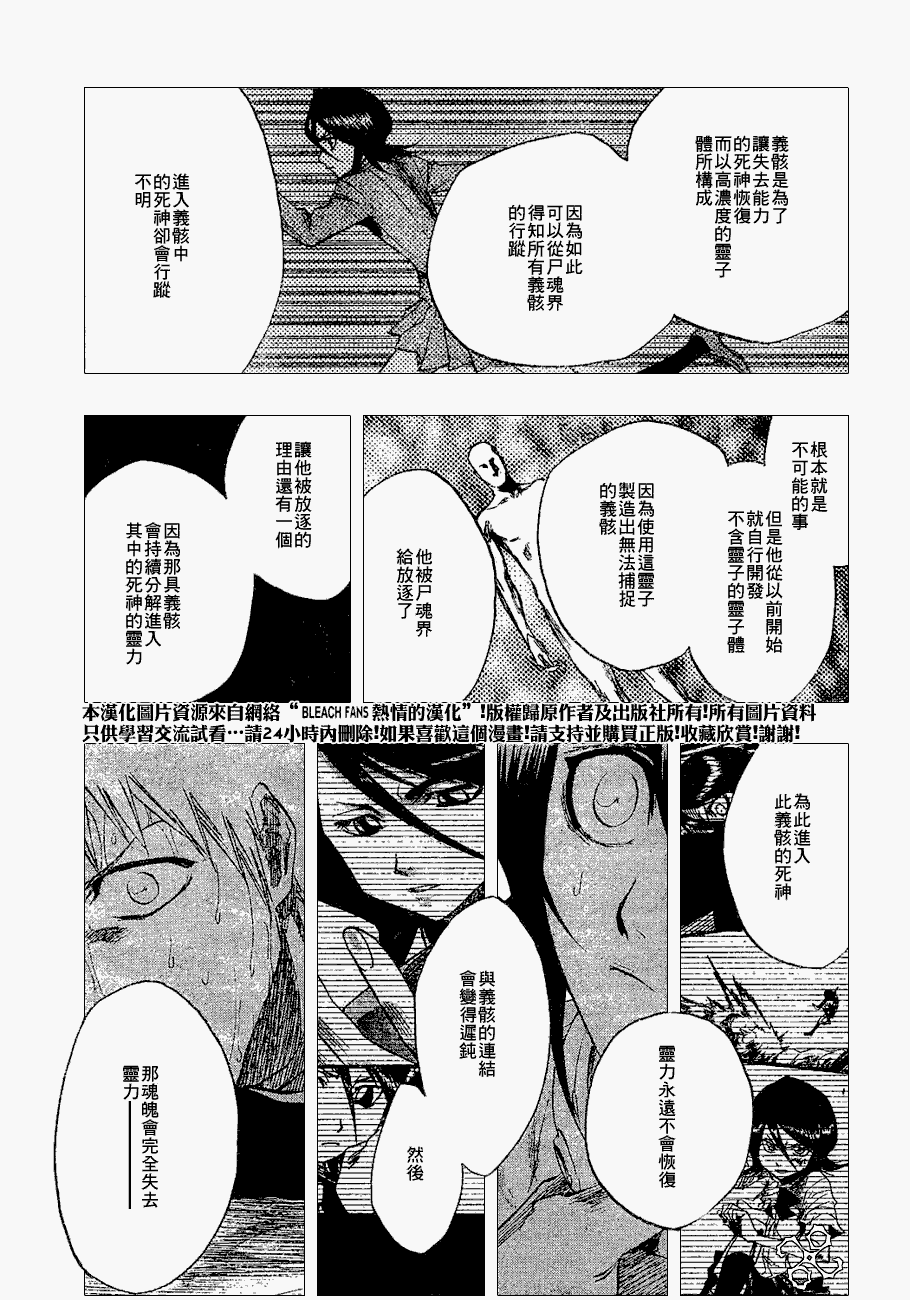 義骸是為了
讓失去能力
的死神恢復
而以高濃度的靈子
體所構成
因為如此
可以從尸魂界
得知所有義骸
的行蹤
進入義骸中
的死神卻會行蹤
不明
根本就是
不可能的事
但是他從以前開始
就自行開發
不含靈子的靈子體
因為使用這靈子
製造出無法捕捉
的義骸
他被尸魂界
給放逐了
讓他被放逐的
理由還有一個
因為那具義骸
會持續分解進入
其中的死神的靈力
本漢化圖片資源來自網絡“BLEACH FANS 熱情的漢化”!版權歸原作者及出版社所有!所有圖片資料
只供學習交流試看…請24小時內刪除!如果喜歡這個漫畫!請支持並購買正版!收藏欣賞!謝謝!
為此進入
此義骸的死神
靈力永遠不會恢復
與義骸的連結
會變得遲鈍
然後
那魂魄會完全失去
靈力——